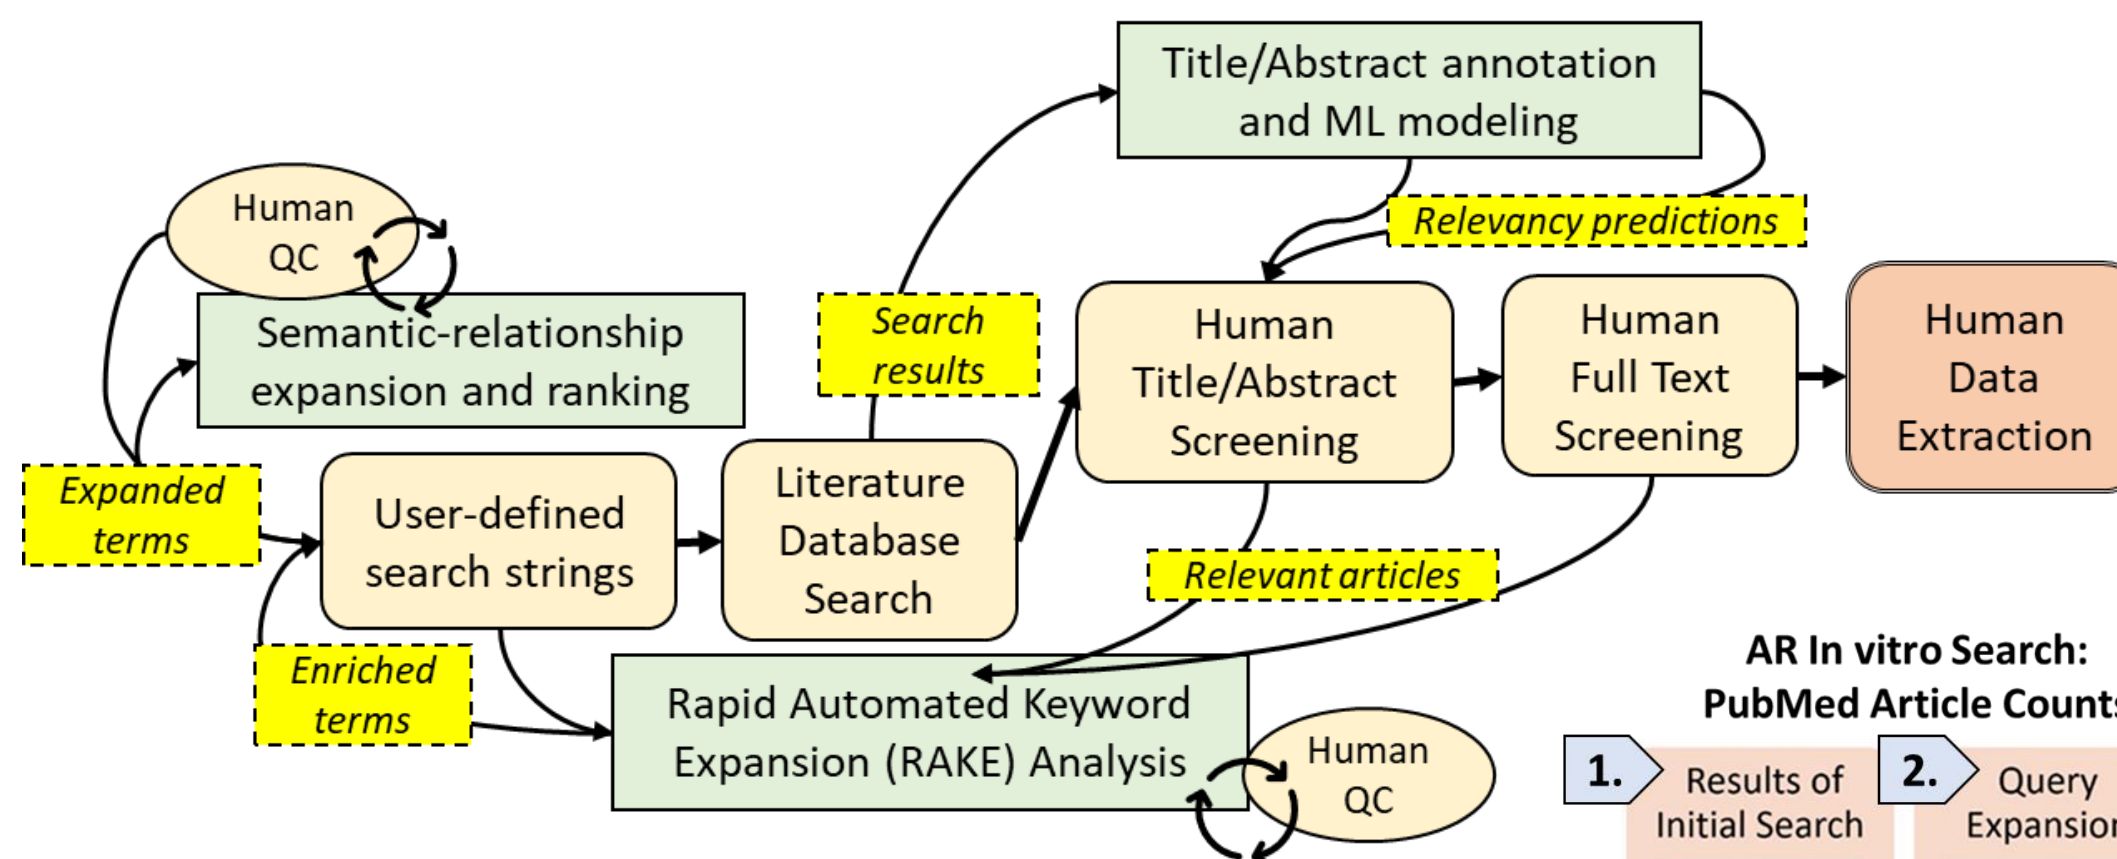 Title/Abstract annotation
and ML modeling
Human
QC
Relevancy predictions
Semantic-relationship
expansion and ranking
Search
results
Human
Title/Abstract
Screening
Human
Full Text
Screening
Human
Data
Extraction
Expanded
terms
User-defined
search strings
Literature
Database
Search
Relevant articles
Enriched
terms
Rapid Automated Keyword
Expansion (RAKE) Analysis
Human
QC
AR In vitro Search:
PubMed Article Counts
1.
Results of
Initial Search
2.
Query
Expansion